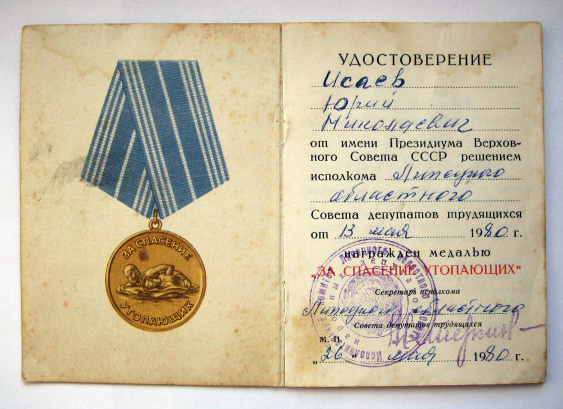 ЗА СПАСЕНИЕ
УТОПАЮЩИХ
УДОСТОВЕРЕНИЕ
Исаев
Юрий
Николаевич
от имени Президиума Верхов-
ного Совета СССР решением
исполкома Липецкого
областного
Совета депутатов трудящихся
от 13 мая 1980 г.
награжден медалью
"ЗА СПАСЕНИЕ УТОПАЮЩИХ"
Секретарь исполкома
Липецкого областного
Совета депутатов трудящихся
М. П.
"26" мая 1980 г.